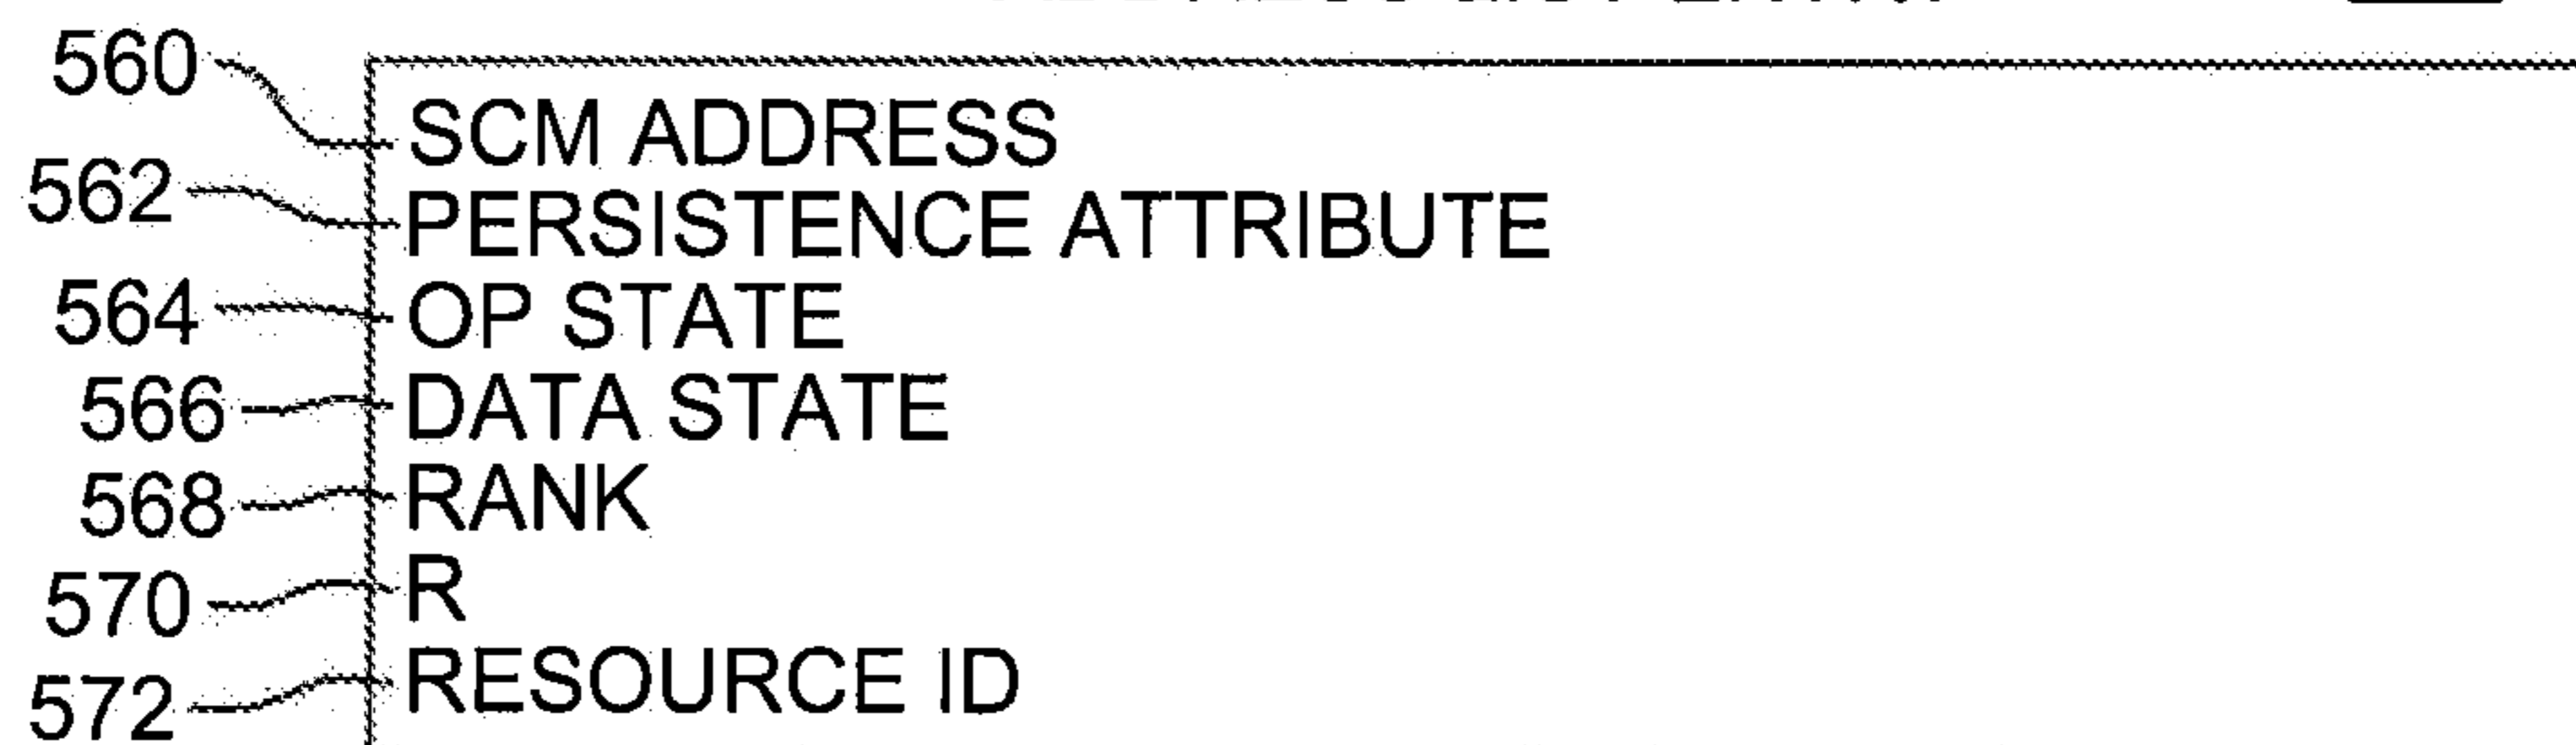 560 SCM ADDRESS
562 PERSISTENCE ATTRIBUTE
564 OP STATE
566 DATA STATE
568 RANK
570 R
572 RESOURCE ID